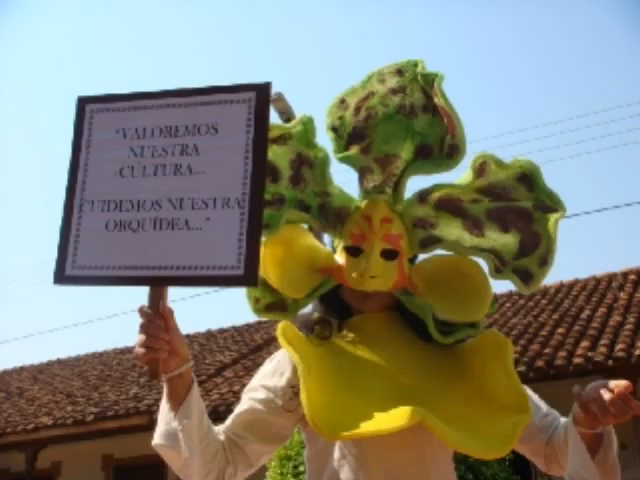 "VALOREMOS
NUESTRA
CULTURA...
CUIDEMOS NUESTRA
ORQUÍDEA..."